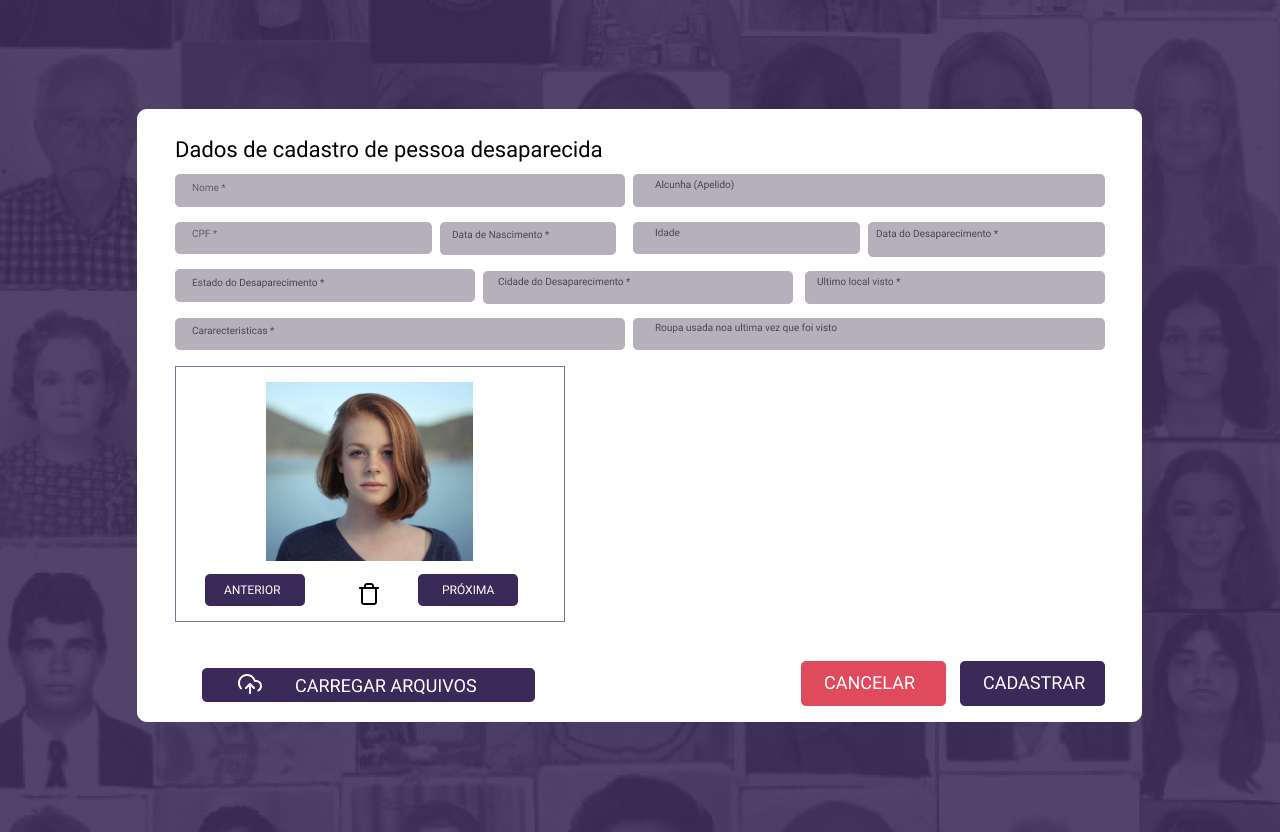 Dados de cadastro de pessoa desaparecida
Nome *
Alcunha (Apelido)
CPF *
Data de Nascimento *
Idade
Data do Desaparecimento *
Estado do Desaparecimento *
Cidade do Desaparecimento *
Ultimo local visto *
Cararecteristicas *
Roupa usada noa ultima vez que foi visto
ANTERIOR
PRÓXIMA
CARREGAR ARQUIVOS
CANCELAR
CADASTRAR